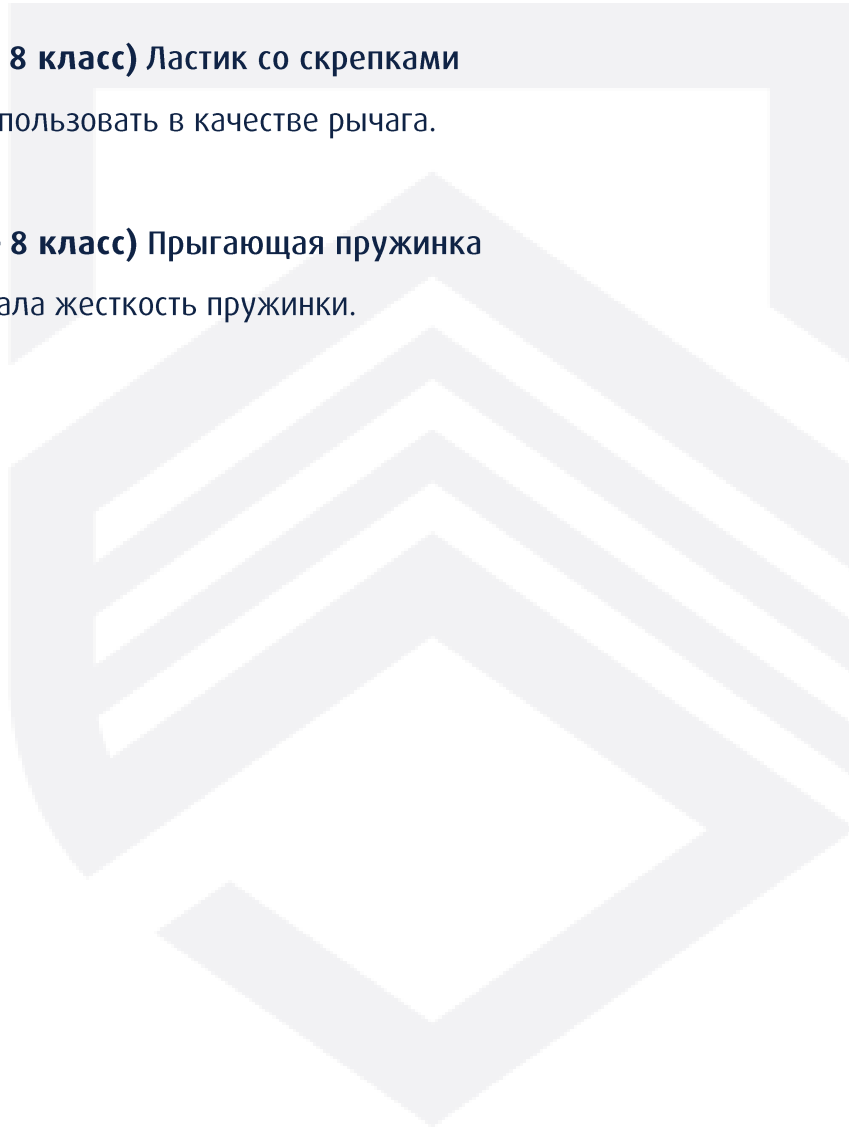 8 класс) Ластик со скрепками
пользовать в качестве рычага.
8 класс) Прыгающая пружинка
ала жесткость пружинки.